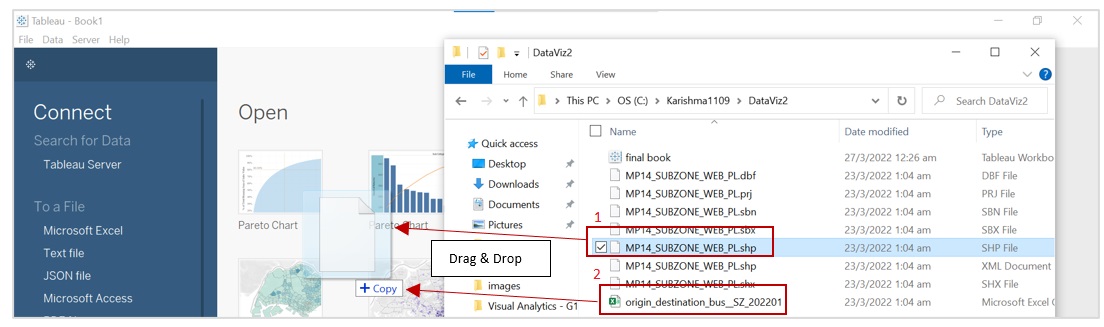 Tableau - Book1
File Data Server Help
Connect
Search for Data
Tableau Server
To a File
Microsoft Excel
Text file
JSON file
Microsoft Access
Open
Pareto Chart
Pareto Chart
Drag & Drop
+ Copy
DataViz2
File Home Share View
This PC > OS (C:) > Karishma1109 > DataViz2
Search DataViz2
Quick access
Desktop
Downloads
Documents
Pictures
images
Visual Analytics - G1
Name Date modified Type
final book 27/3/2022 12:26 am Tableau Workbo
MP14_SUBZONE_WEB_PL.dbf 23/3/2022 1:04 am DBF File
MP14_SUBZONE_WEB_PL.prj 23/3/2022 1:04 am PRJ File
MP14_SUBZONE_WEB_PL.sbn 23/3/2022 1:04 am SBN File
1
MP14_SUBZONE_WEB_PL.sbx 23/3/2022 1:04 am SBX File
MP14_SUBZONE_WEB_PL.shp 23/3/2022 1:04 am SHP File
MP14_SUBZONE_WEB_PL.shp 23/3/2022 1:04 am XML Document
2
MP14_SUBZONE_WEB_PL.shx 23/3/2022 1:04 am SHX File
origin_destination_bus__SZ_202201 23/3/2022 1:04 am Microsoft Excel C